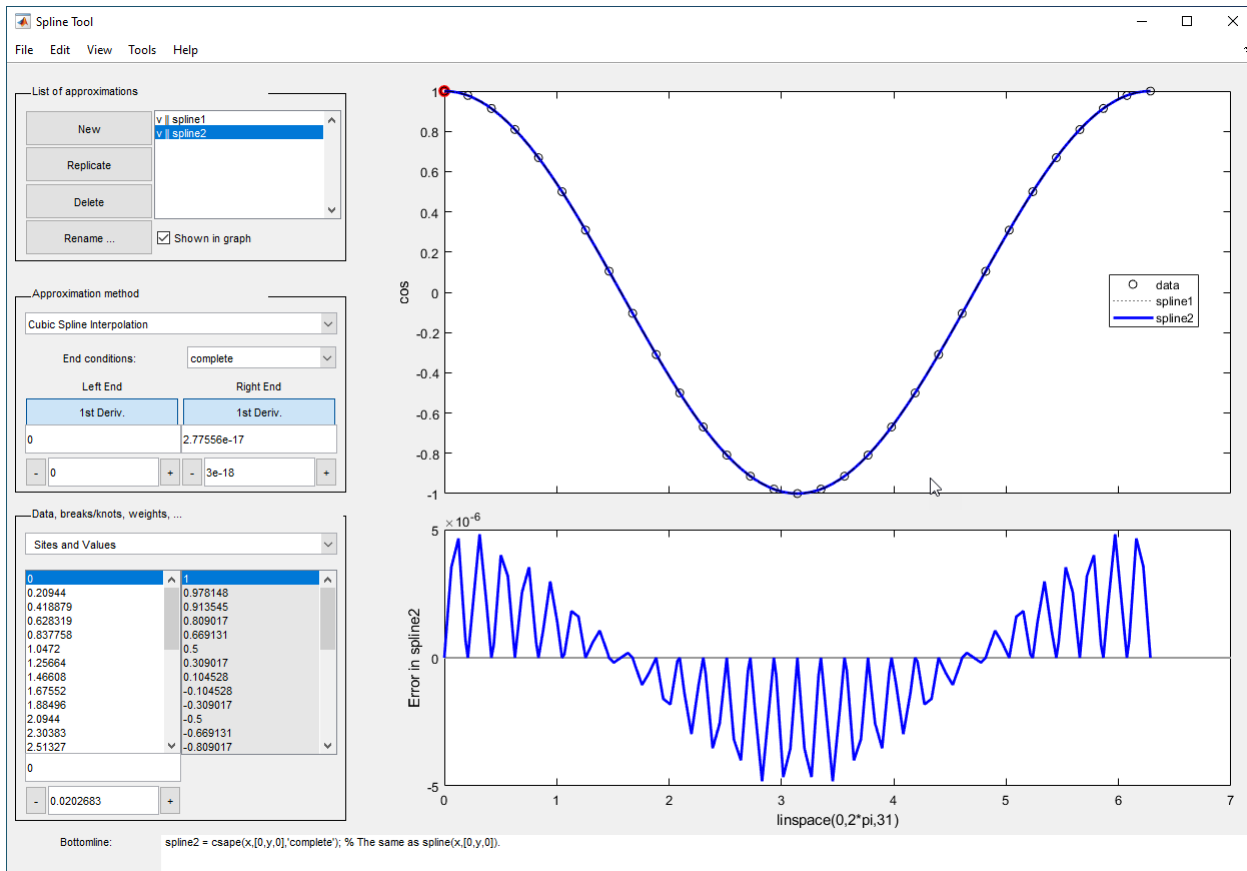 Spline Tool
File Edit View Tools Help
List of approximations
New
Replicate
Delete
Rename ...
v spline1
v spline2
Shown in graph
Approximation method
Cubic Spline Interpolation
End conditions: complete
Left End Right End
1st Deriv. 1st Deriv.
0 2.77556e-17
- 0 + - 3e-18 +
Data, breaks/knots, weights, ...
Sites and Values
0 1
0.20944 0.978148
0.418879 0.913545
0.628319 0.809017
0.837758 0.669131
1.0472 0.5
1.25664 0.309017
1.46608 0.104528
1.67552 -0.104528
1.88496 -0.309017
2.0944 -0.5
2.30383 -0.669131
2.51327 -0.809017
0
- 0.0202683 +
Bottomline: spline2 = csape(x,[0,y,0],'complete'); % The same as spline(x,[0,y,0]).
1
0.8
0.6
0.4
0.2
0
-0.2
-0.4
-0.6
-0.8
-1
cos
data
spline1
spline2
×10-6
5
0
-5
Error in spline2
0 1 2 3 4 5 6 7
linspace(0,2*pi,31)